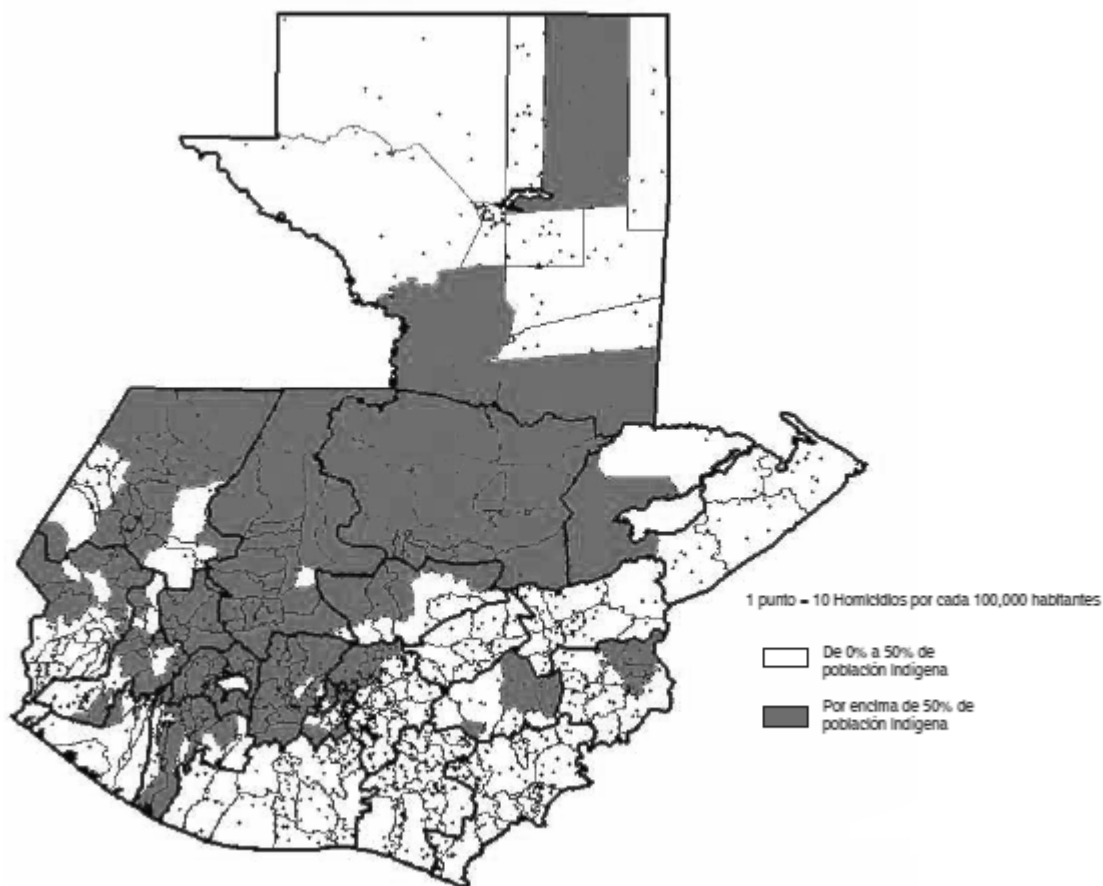 1 punto = 10 Homicidios por cada 100,000 habitantes
De 0% a 50% de
población Indígena
Por encima de 50% de
población Indígena